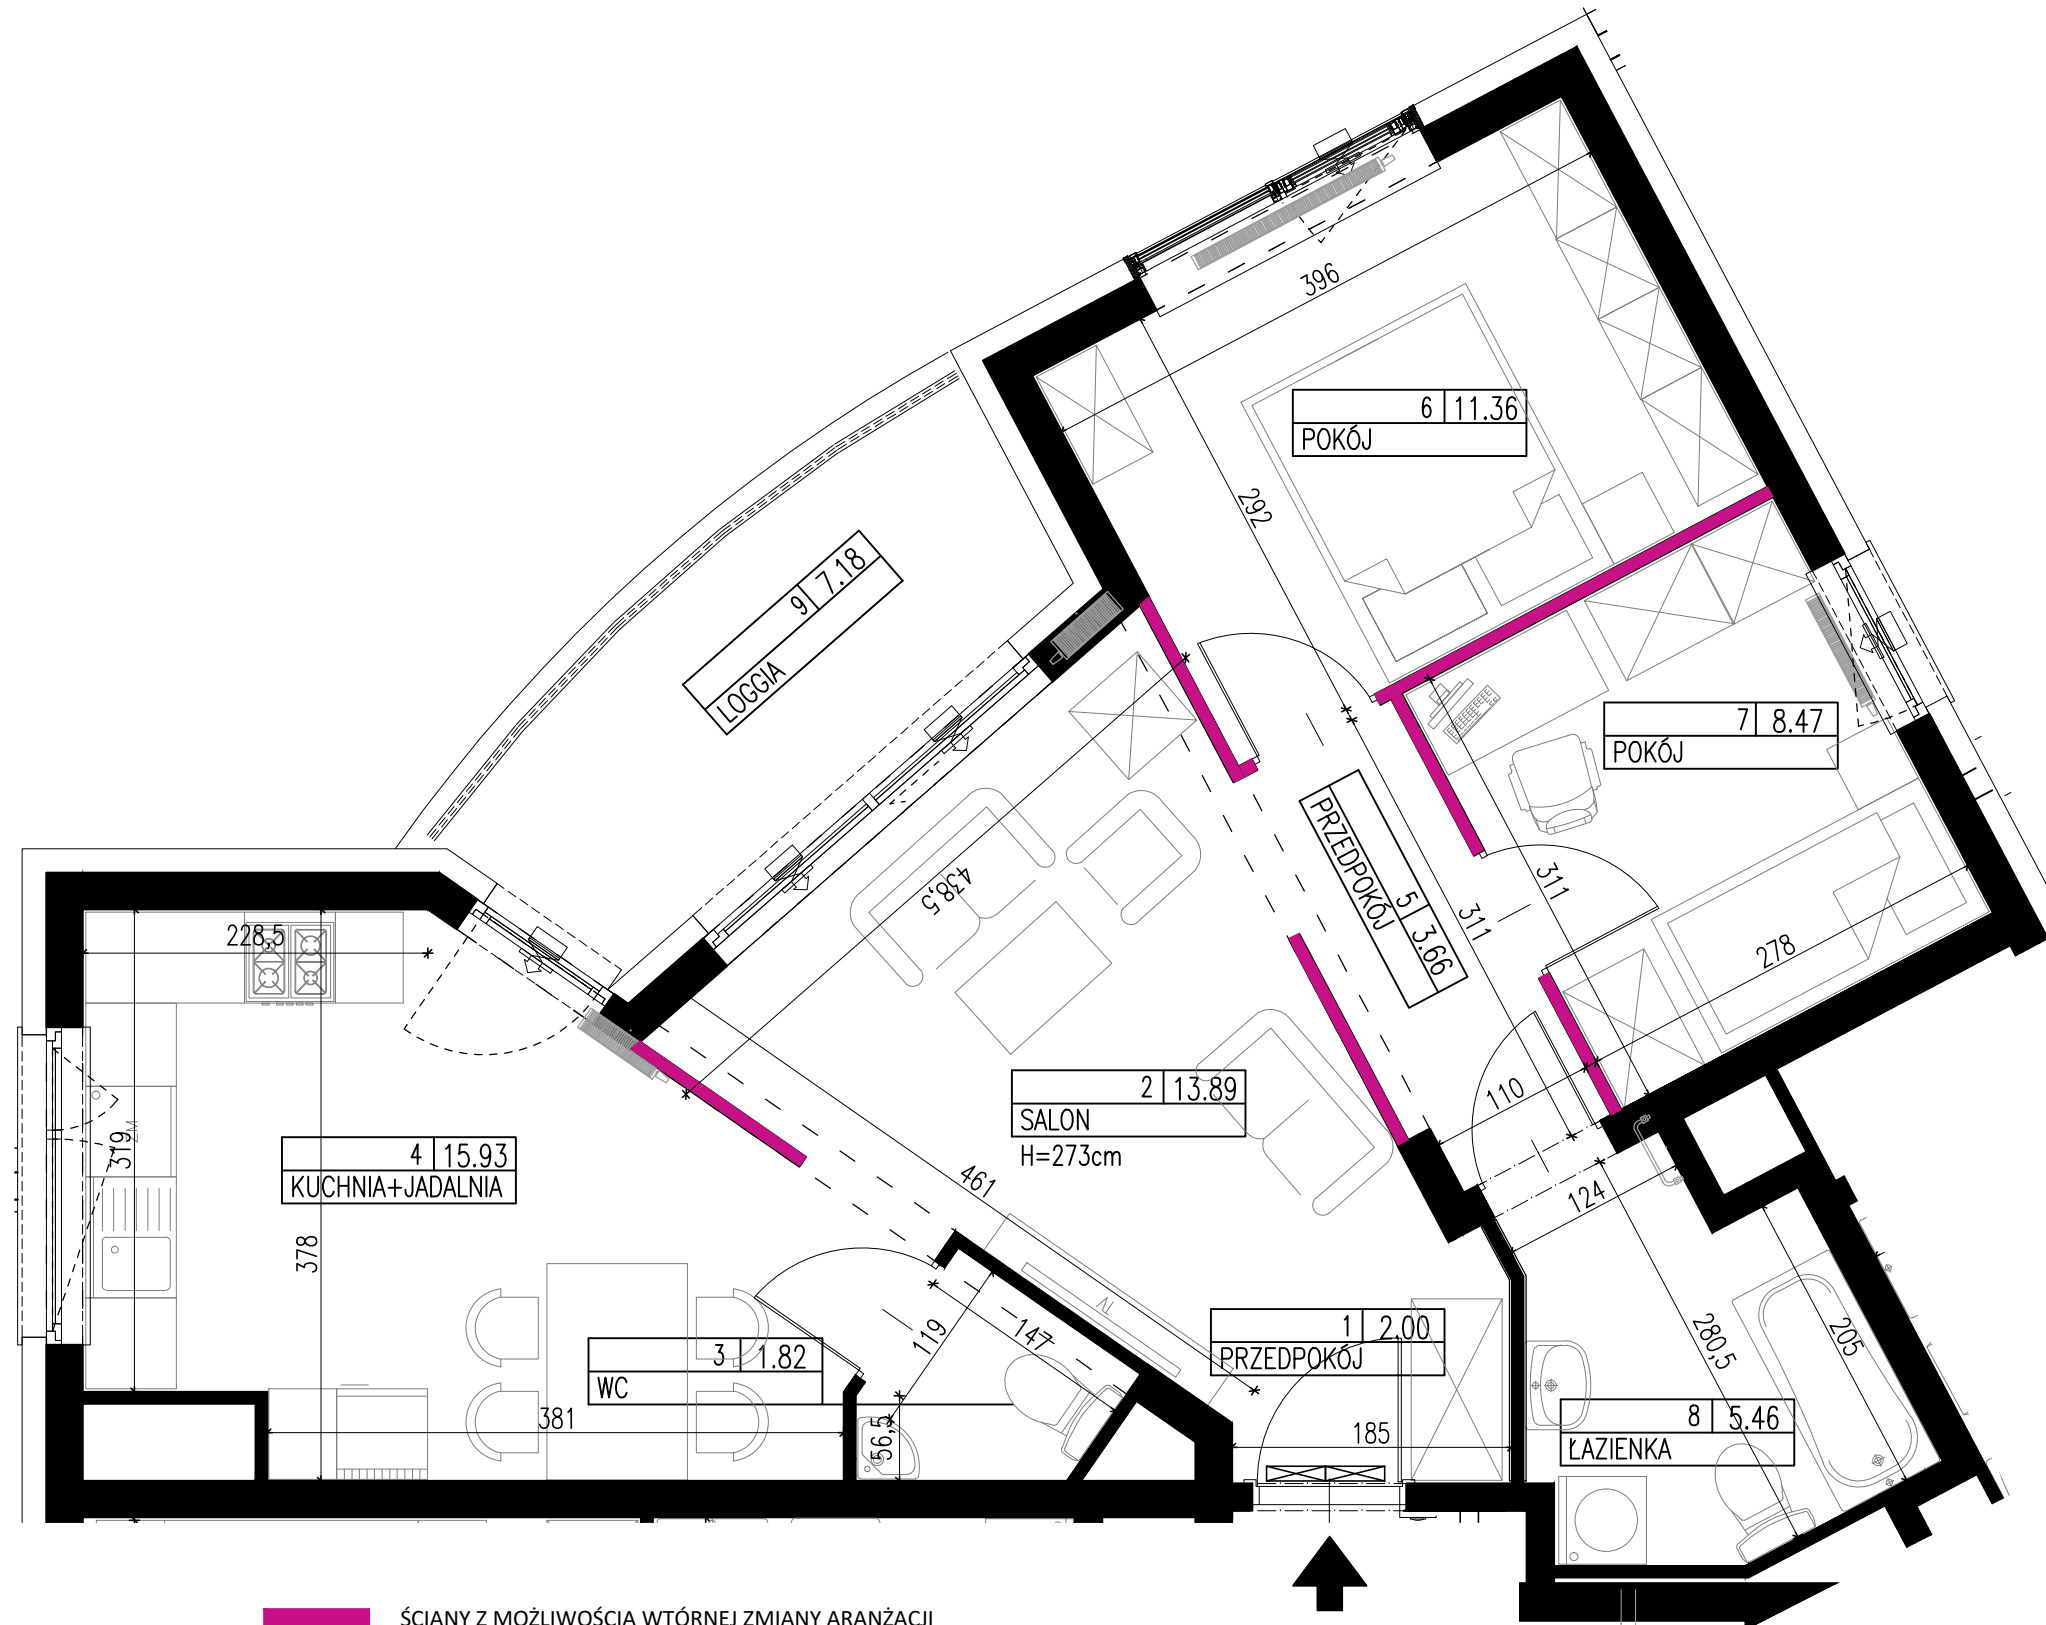 396
6 11.36
POKÓJ
292
9 7.18
LOGGIA
7 8.47
POKÓJ
5 3.66
PRZEDPOKÓJ
311
311
278
438,5
228,5
110
124
2 13.89
SALON
H=273cm
461
4 15.93
KUCHNIA+JADALNIA
319
ZM
378
280,5
205
119
147
TV
1 2.00
PRZEDPOKÓJ
3 1.82
WC
381
56,5
185
8 5.46
ŁAZIENKA
ŚCIANY Z MOŻLIWOŚCIĄ WTÓRNEJ ZMIANY ARANŻACJI